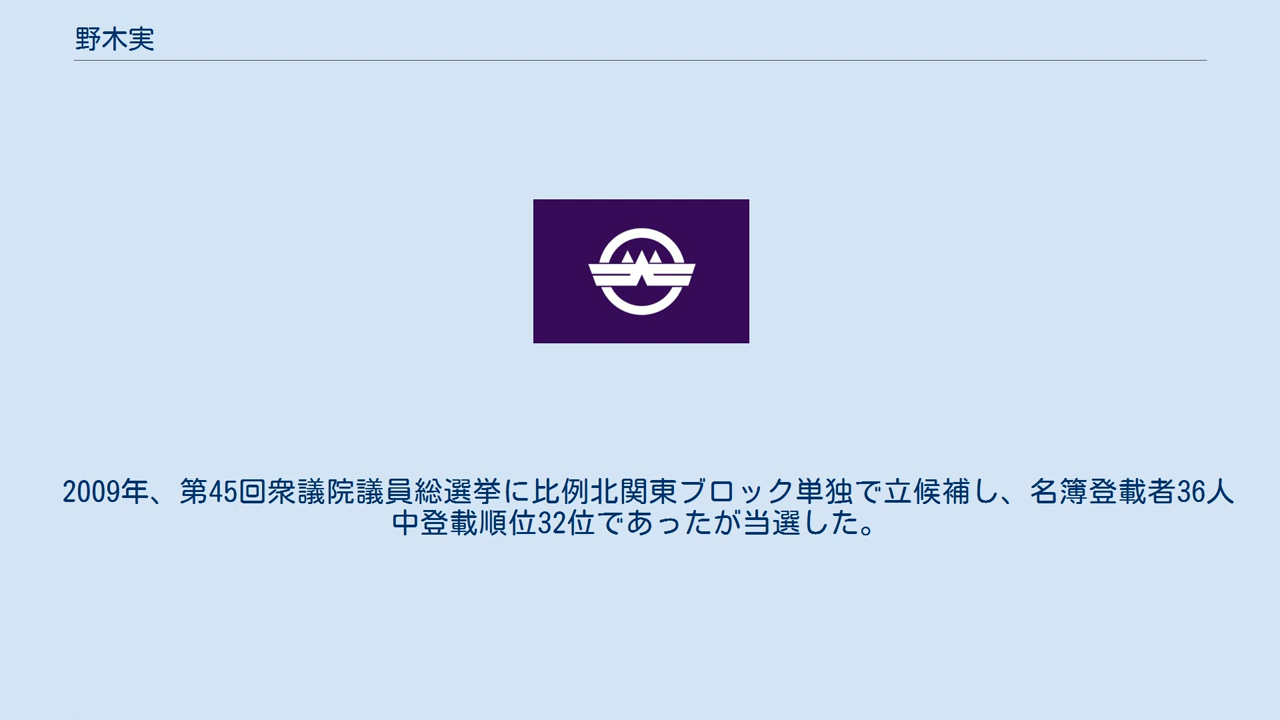 野木実
2009年、第45回衆議院議員総選挙に比例北関東ブロック単独で立候補し、名簿登載者36人
中登載順位32位であったが当選した。